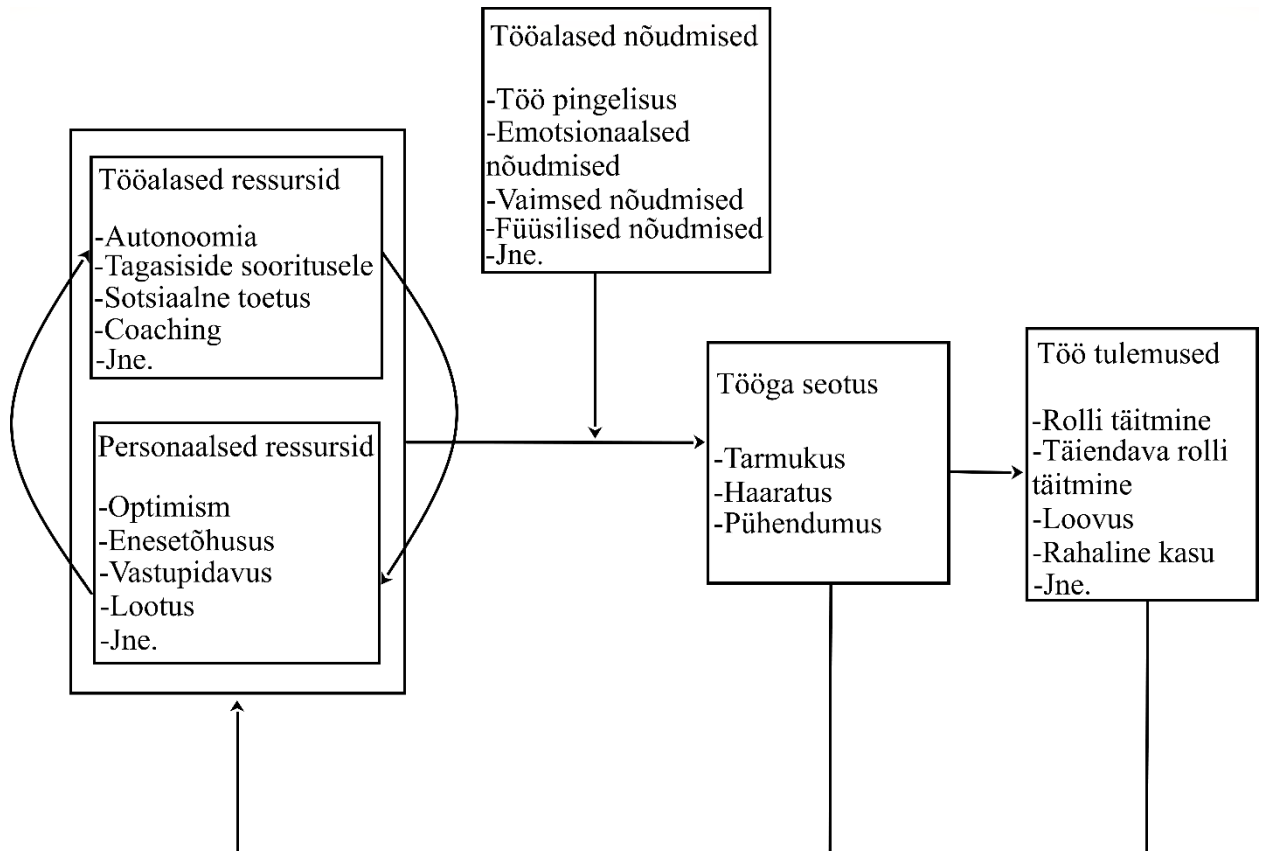 Tööalased nõudmised
-Töö pingelisus
-Emotsionaalsed
nõudmised
-Vaimsed nõudmised
-Füüsilised nõudmised
-Jne.
Tööalased ressursid
-Autonoomia
-Tagasiside sooritusele
-Sotsiaalne toetus
-Coaching
-Jne.
Personaalsed ressursid
-Optimism
-Enesetõhusus
-Vastupidavus
-Lootus
-Jne.
Tööga seotus
-Tarmukus
-Haaratus
-Pühendumus
Töö tulemused
-Rolli täitmine
-Täiendava rolli
täitmine
-Loovus
-Rahaline kasu
-Jne.